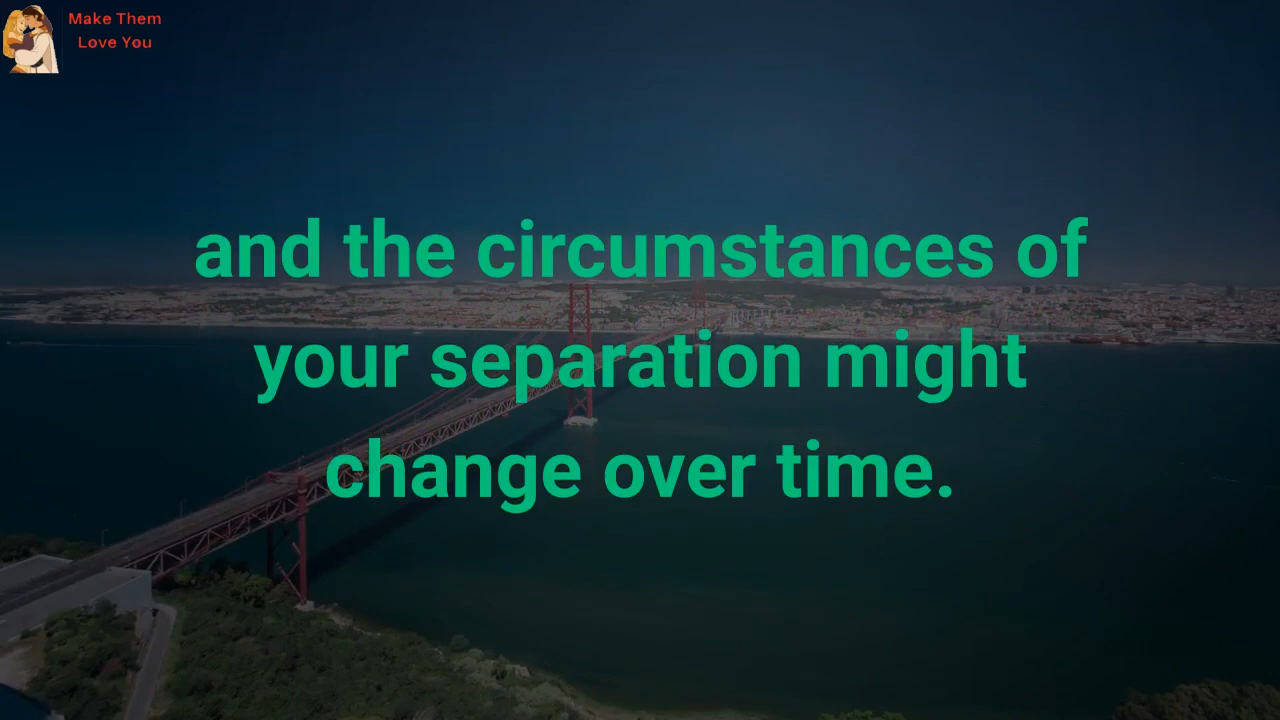 Make Them
Love You
and the circumstances of
your separation might
change over time.